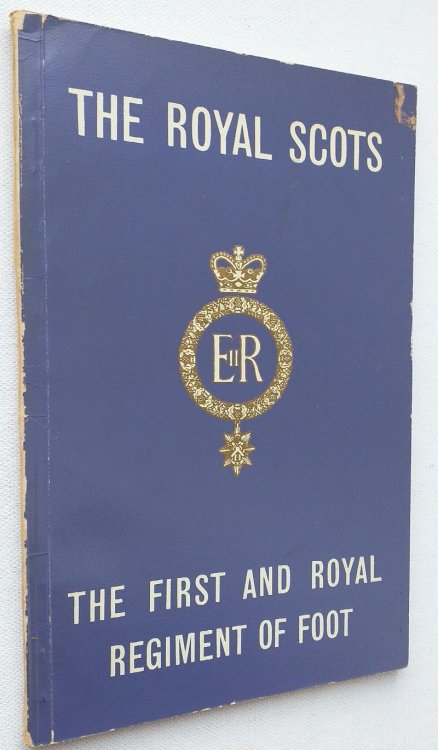 THE ROYAL SCOTS
EIIR
THE FIRST AND ROYAL
REGIMENT OF FOOT